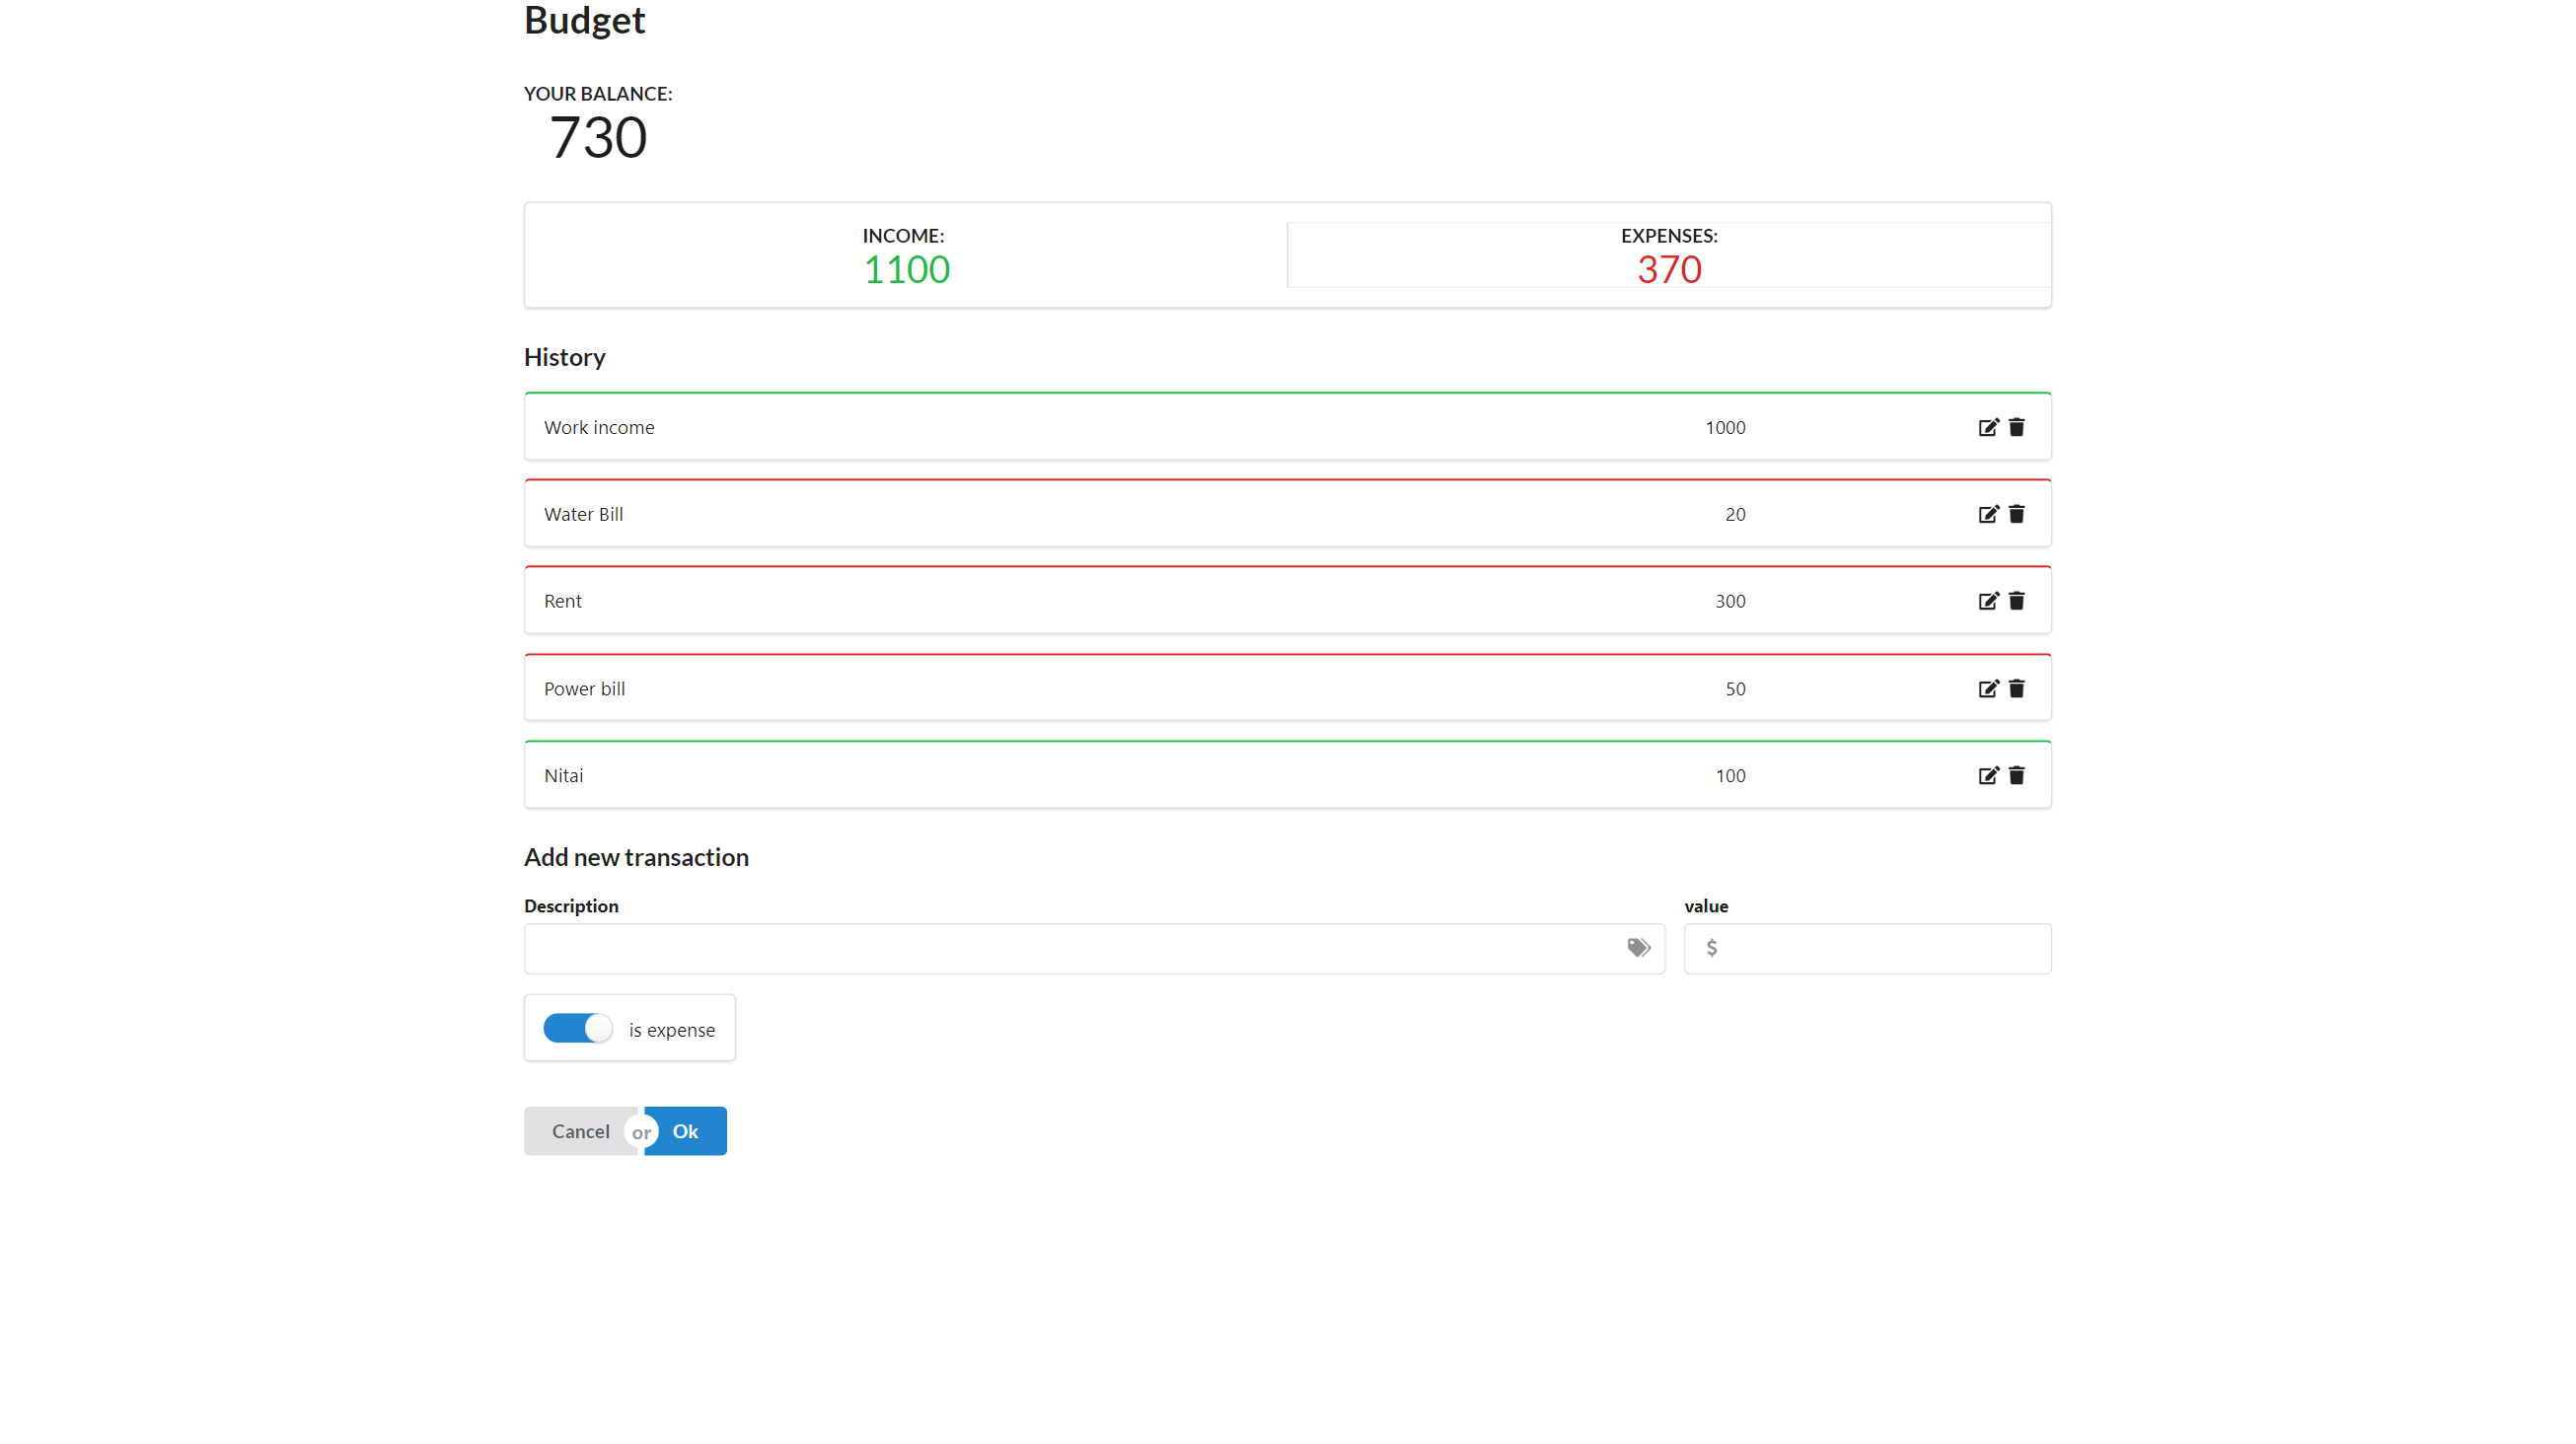 Budget
YOUR BALANCE:
730
INCOME:
1100
EXPENSES:
370
History
Work income 1000
Water Bill 20
Rent 300
Power bill 50
Nitai 100
Add new transaction
Description value
$
is expense
Cancel or Ok